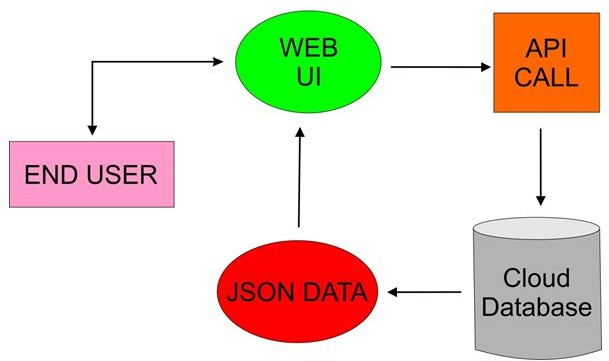 WEB
UI
API
CALL
END USER
Cloud
Database
JSON DATA